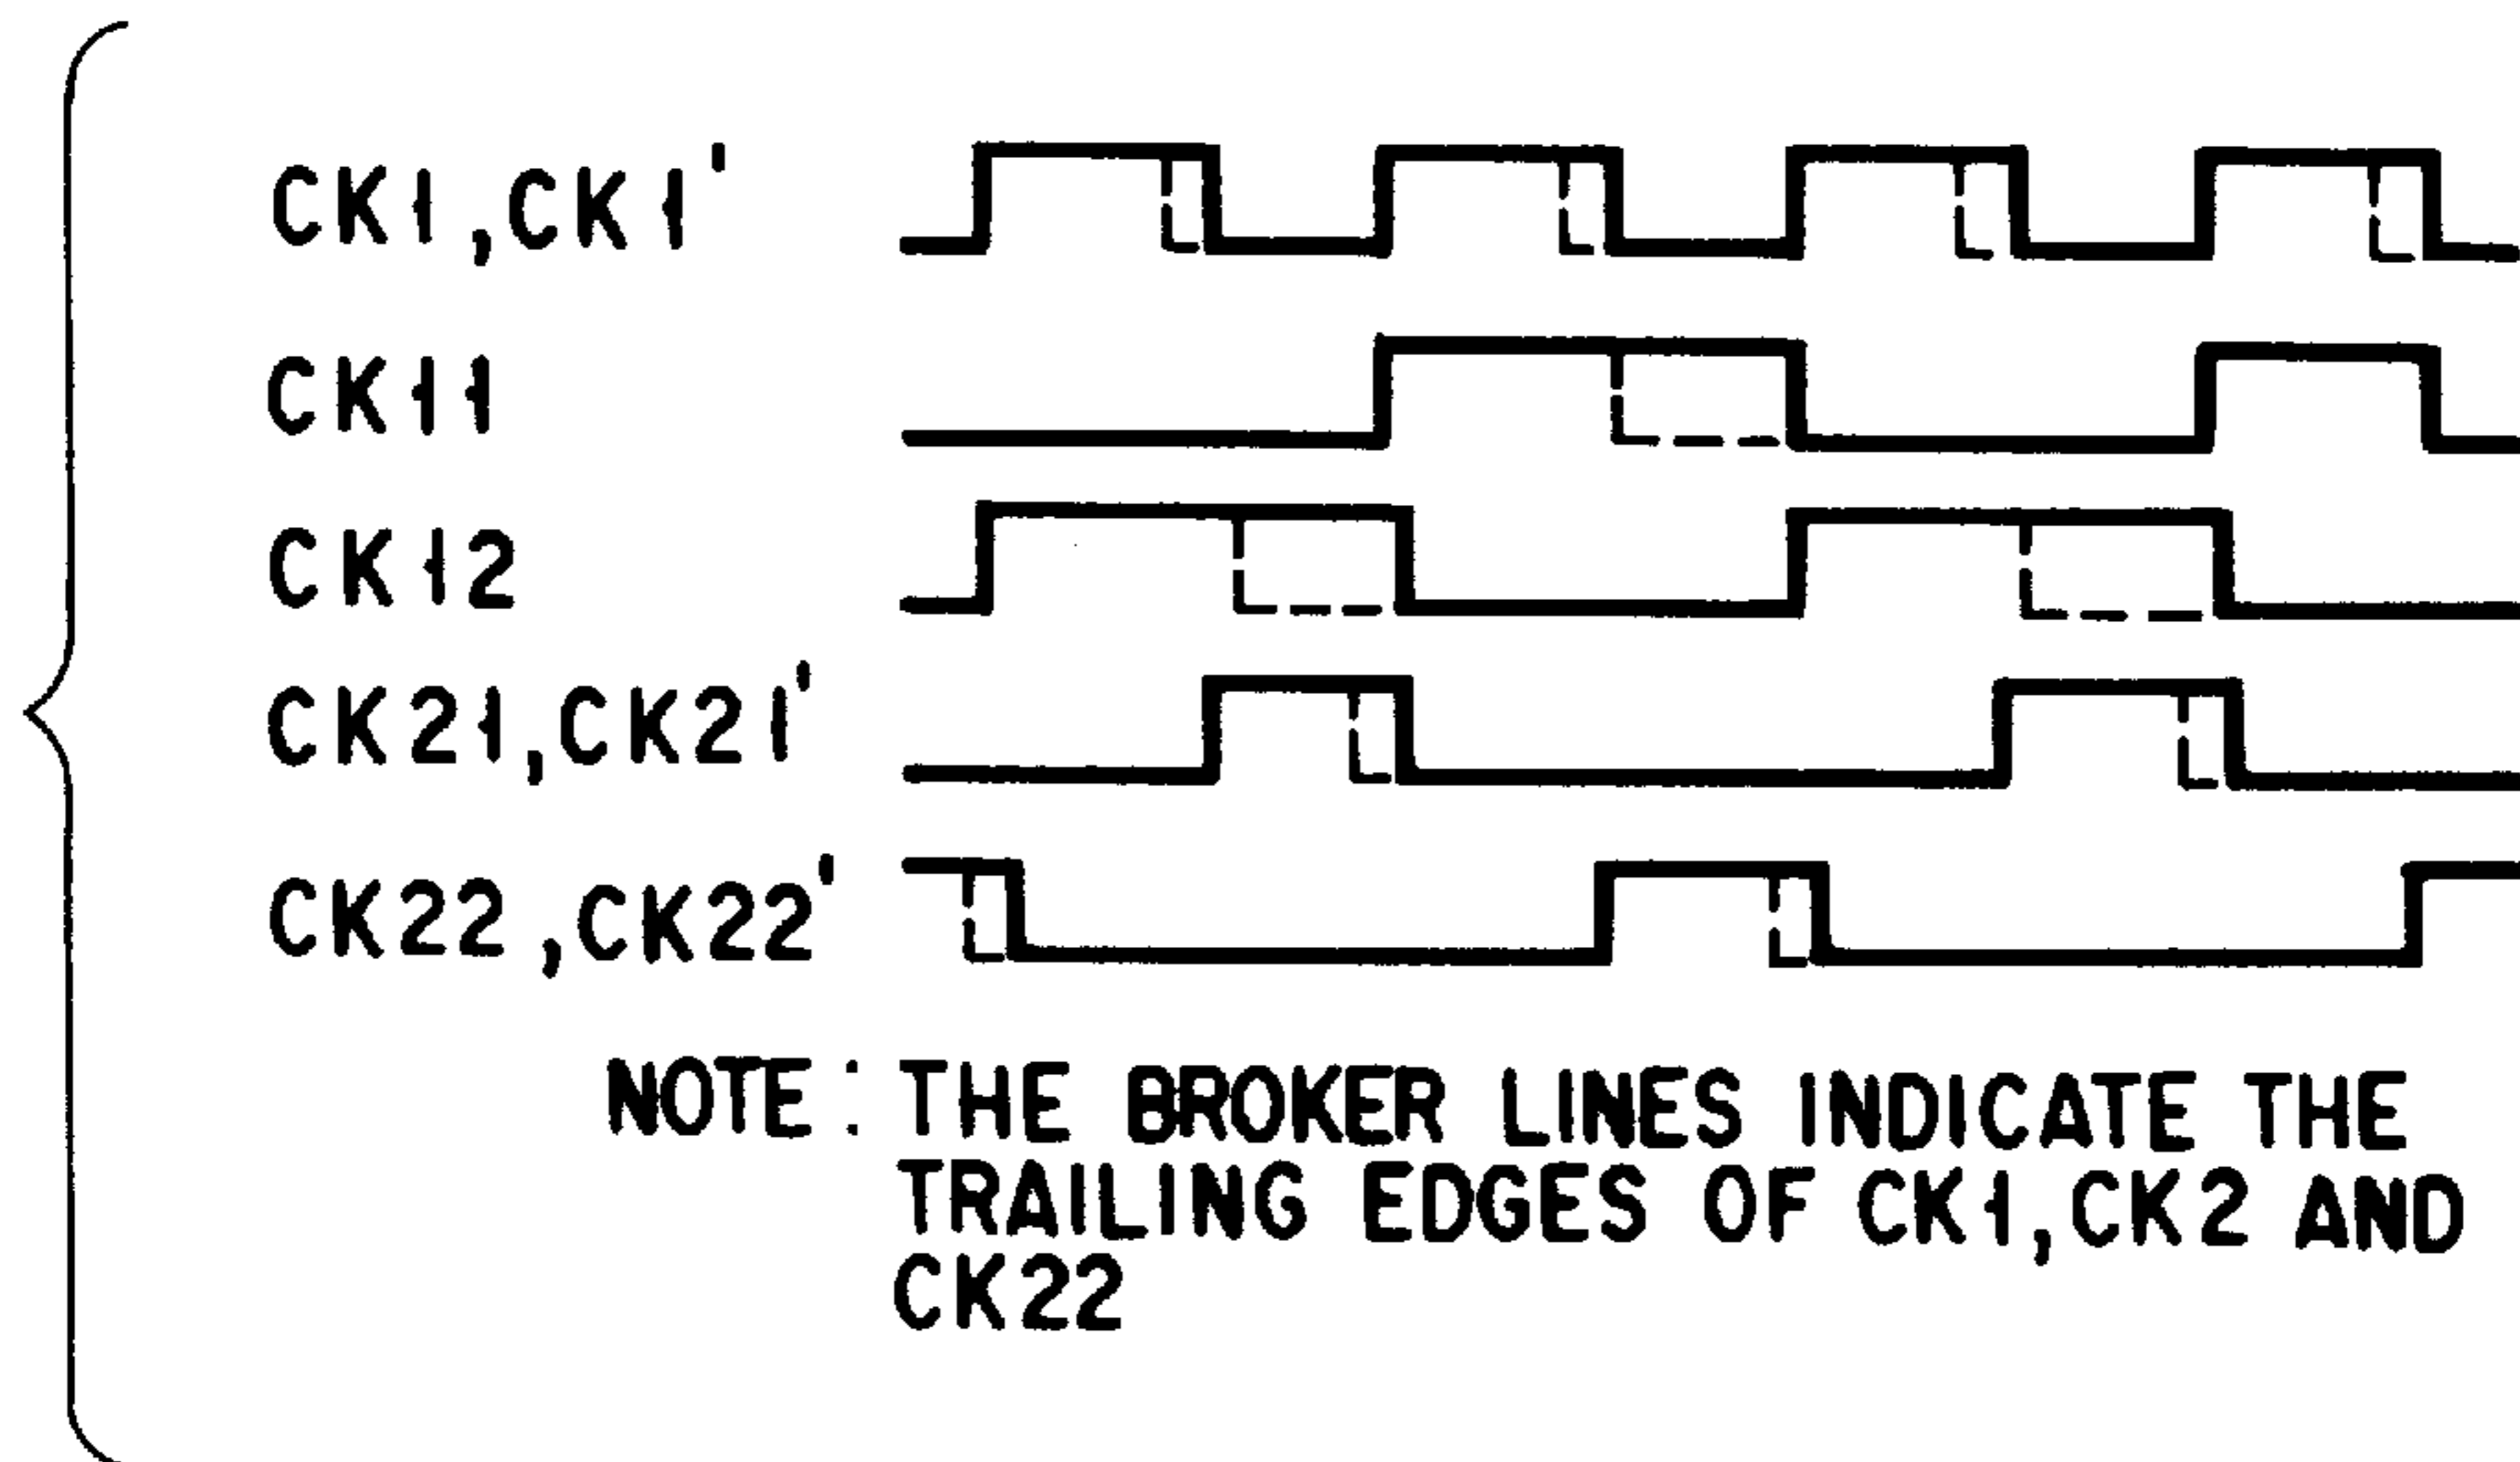 CK1,CK1'
CK11
CK12
CK21,CK21'
CK22,CK22'
NOTE: THE BROKER LINES INDICATE THE
TRAILING EDGES OF CK1,CK2 AND
CK22